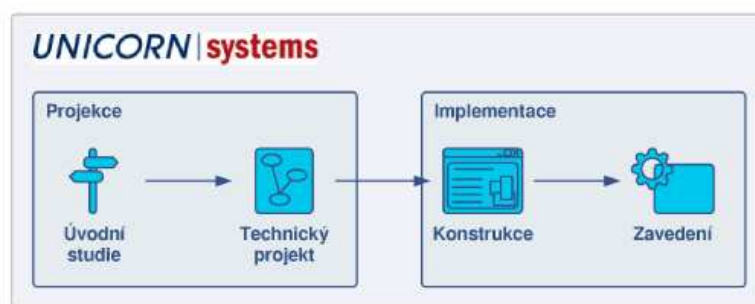 UNICORN systems
Projekce
Úvodní
studie
Technický
projekt
Implementace
Konstrukce
Zavedení